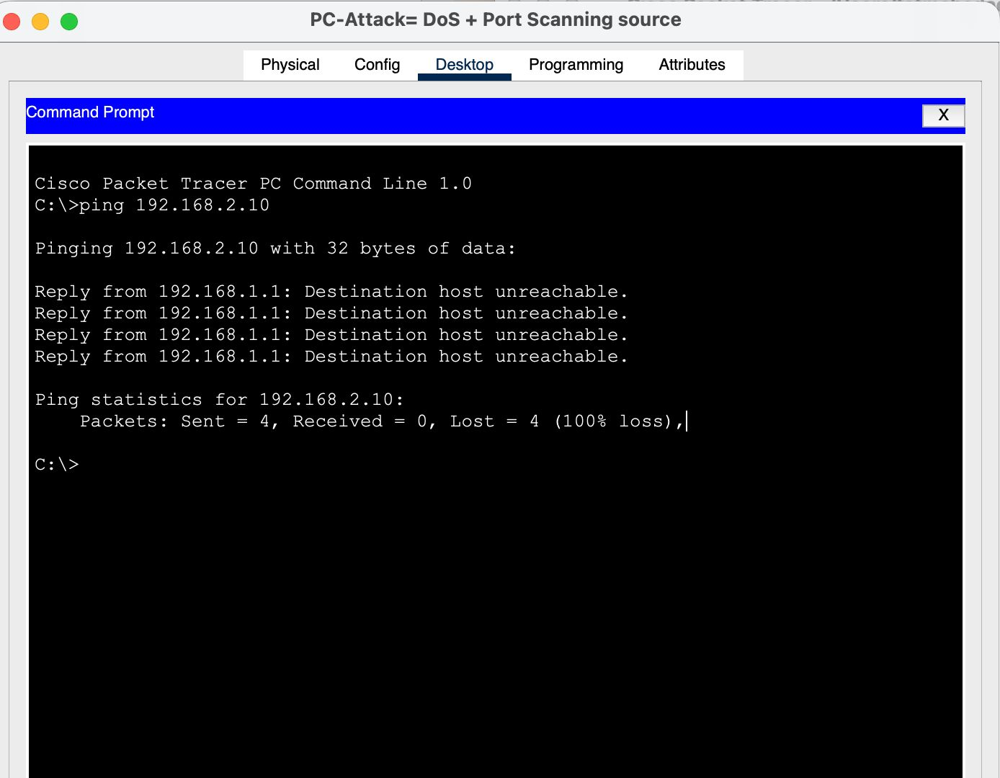 PC-Attack= DoS + Port Scanning source
Physical Config Desktop Programming Attributes
Command Prompt
X
Cisco Packet Tracer PC Command Line 1.0
C:\>ping 192.168.2.10
Pinging 192.168.2.10 with 32 bytes of data:
Reply from 192.168.1.1: Destination host unreachable.
Reply from 192.168.1.1: Destination host unreachable.
Reply from 192.168.1.1: Destination host unreachable.
Reply from 192.168.1.1: Destination host unreachable.
Ping statistics for 192.168.2.10:
Packets: Sent = 4, Received = 0, Lost = 4 (100% loss),
C:\>